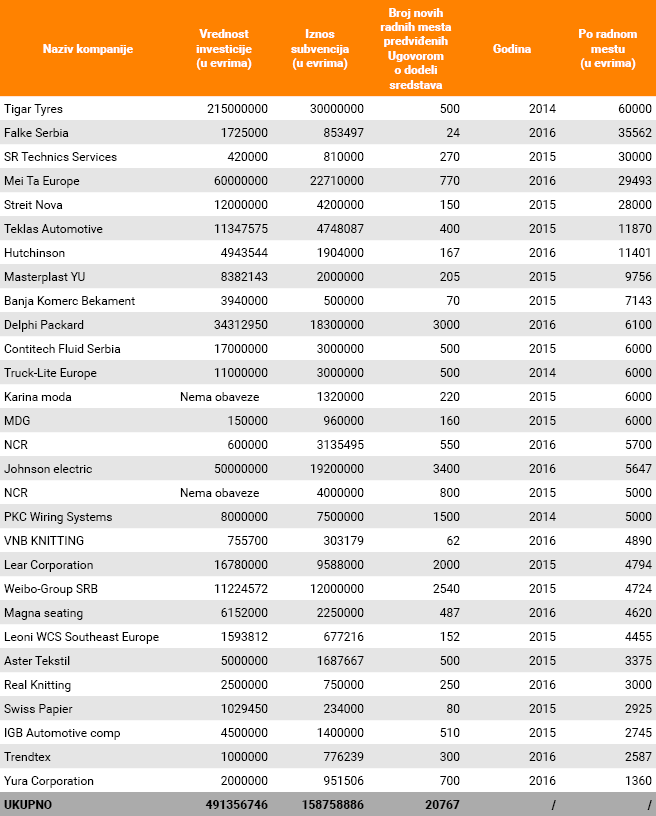 Naziv kompanije Vrednost investicije (u evrima) Iznos subvencija (u evrima) Broj novih radnih mesta predviđenih Ugovorom o dodeli sredstava Godina Po radnom mestu (u evrima)
Tigar Tyres 215000000 30000000 500 2014 60000
Falke Serbia 1725000 853497 24 2016 35562
SR Technics Services 420000 810000 270 2015 30000
Mei Ta Europe 60000000 22710000 770 2016 29493
Streit Nova 12000000 4200000 150 2015 28000
Teklas Automotive 11347575 4748087 400 2015 11870
Hutchinson 4943544 1904000 167 2016 11401
Masterplast YU 8382143 2000000 205 2015 9756
Banja Komerc Bekament 3940000 500000 70 2015 7143
Delphi Packard 34312950 18300000 3000 2016 6100
Contitech Fluid Serbia 17000000 3000000 500 2015 6000
Truck-Lite Europe 11000000 3000000 500 2014 6000
Karina moda Nema obaveze 1320000 220 2015 6000
MDG 150000 960000 160 2015 6000
NCR 600000 3135495 550 2016 5700
Johnson electric 50000000 19200000 3400 2016 5647
NCR Nema obaveze 4000000 800 2015 5000
PKC Wiring Systems 8000000 7500000 1500 2014 5000
VNB KNITTING 755700 303179 62 2016 4890
Lear Corporation 16780000 9588000 2000 2015 4794
Weibo-Group SRB 11224572 12000000 2540 2015 4724
Magna seating 6152000 2250000 487 2016 4620
Leoni WCS Southeast Europe 1593812 677216 152 2015 4455
Aster Tekstil 5000000 1687667 500 2015 3375
Real Knitting 2500000 750000 250 2016 3000
Swiss Papier 1029450 234000 80 2015 2925
IGB Automotive comp 4500000 1400000 510 2015 2745
Trendtex 1000000 776239 300 2016 2587
Yura Corporation 2000000 951506 700 2016 1360
UKUPNO 491356746 158758886 20767 / /